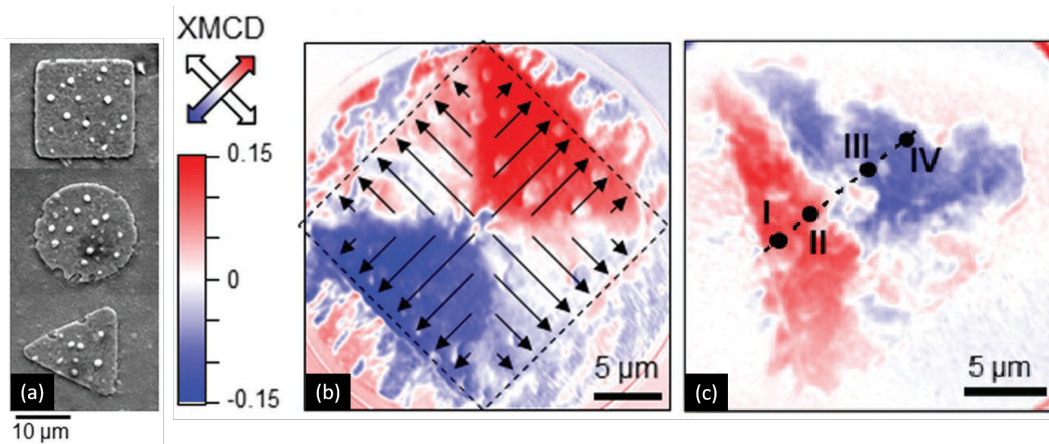 XMCD
0.15
0
-0.15
(a)
10 μm
(b)
5 μm
I
II
III
IV
(c)
5 μm